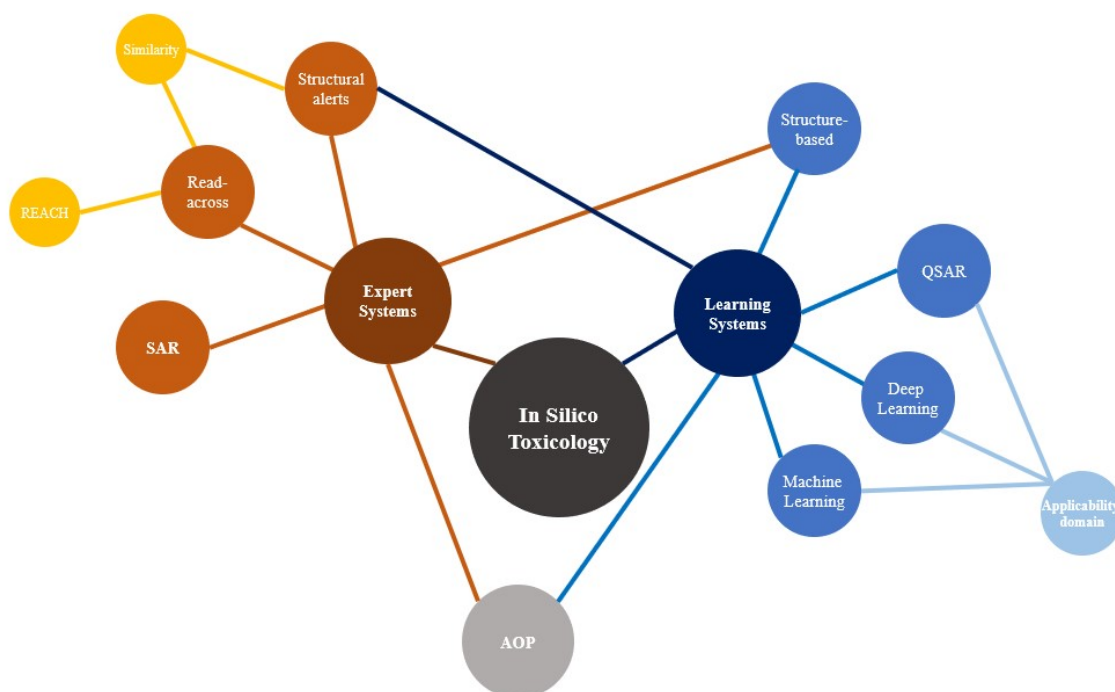 Similarity
Structural
alerts
Structure-
based
Read-
across
REACH
Expert
Systems
Learning
Systems
QSAR
SAR
Deep
Learning
In Silico
Toxicology
Machine
Learning
Applicability
domain
AOP